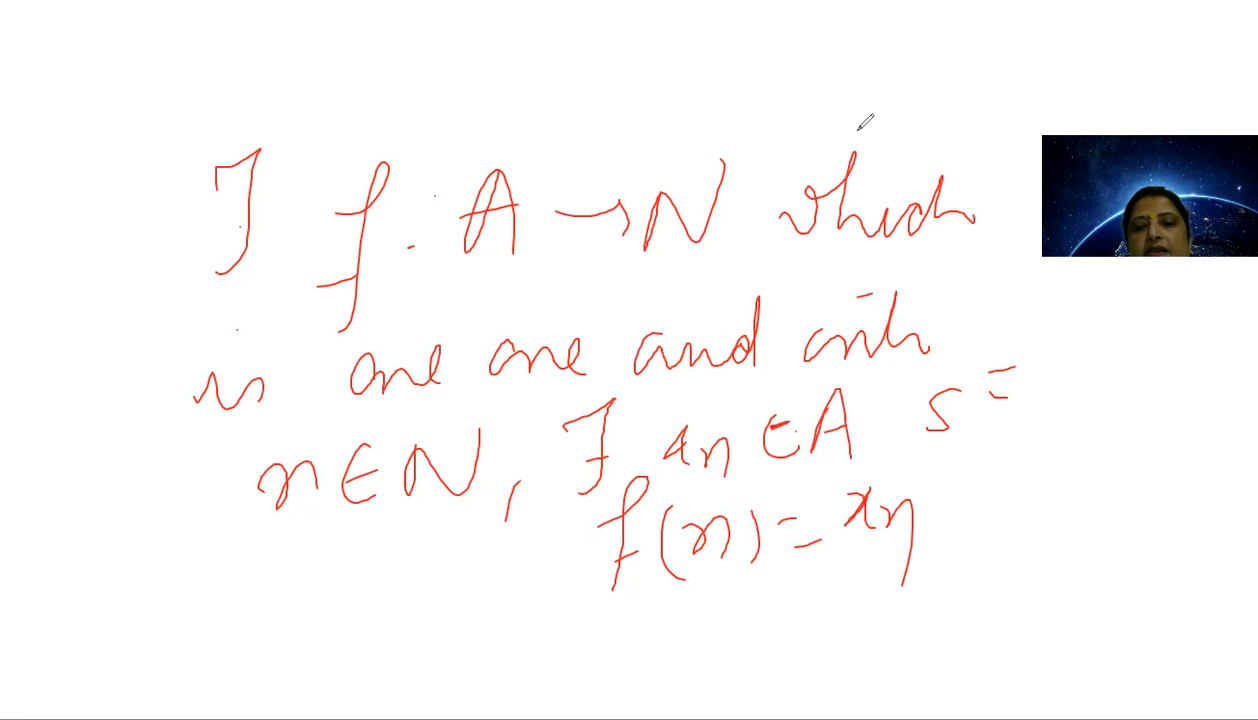 ∃ f : A → N which
is one one and onto
n ∈ N, ∃ xn ∈ A s=
f(n) = xn